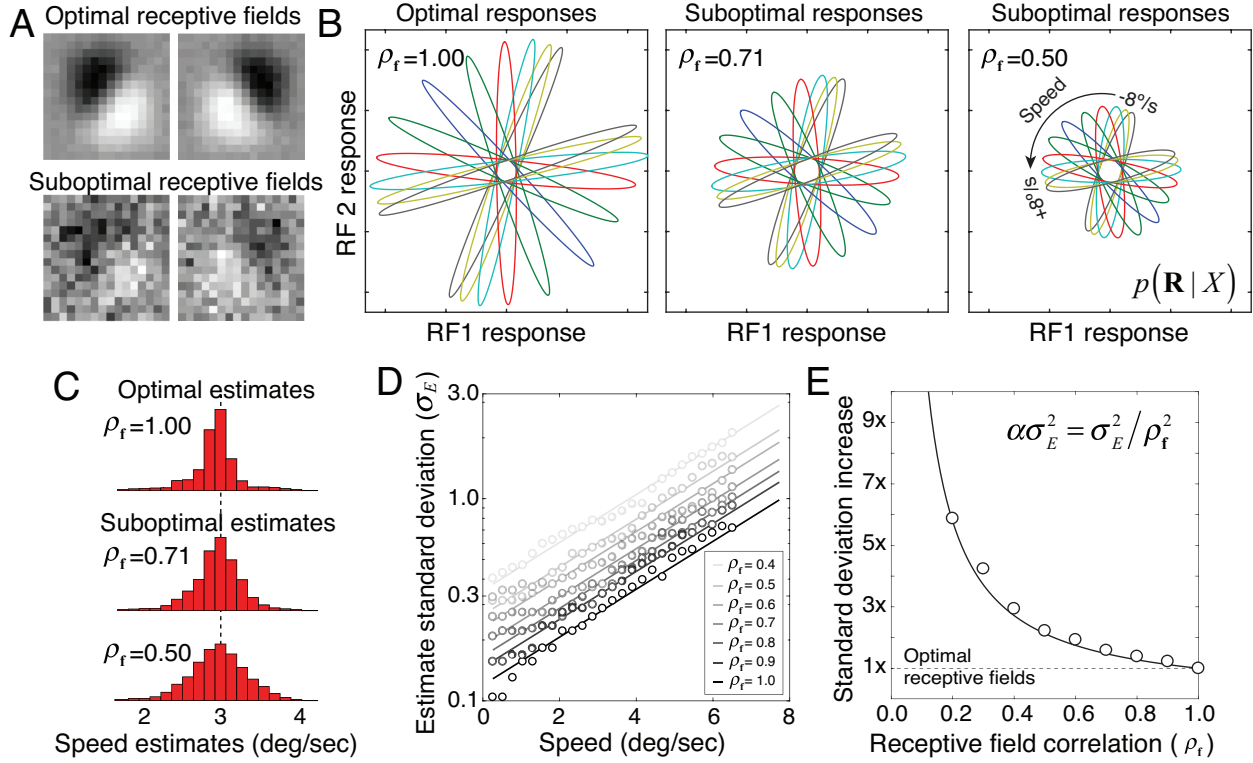 A
Optimal receptive fields
Suboptimal receptive fields
B
Optimal responses
ρf=1.00
RF 2 response
RF1 response
Suboptimal responses
ρf=0.71
RF1 response
Suboptimal responses
ρf=0.50
Speed
-8°/s
+8°/s
p(R | X)
RF1 response
C
Optimal estimates
ρf=1.00
Suboptimal estimates
ρf=0.71
ρf=0.50
2 3 4
Speed estimates (deg/sec)
D
Estimate standard deviation (σE)
3.0
1.0
0.3
0.1
ρf= 0.4
ρf= 0.5
ρf= 0.6
ρf= 0.7
ρf= 0.8
ρf= 0.9
ρf= 1.0
0 2 4 6 8
Speed (deg/sec)
E
Standard deviation increase
9x
7x
5x
3x
1x
ασ²E = σ²E/ρ²f
Optimal
receptive fields
0.0 0.2 0.4 0.6 0.8 1.0
Receptive field correlation ( ρf)